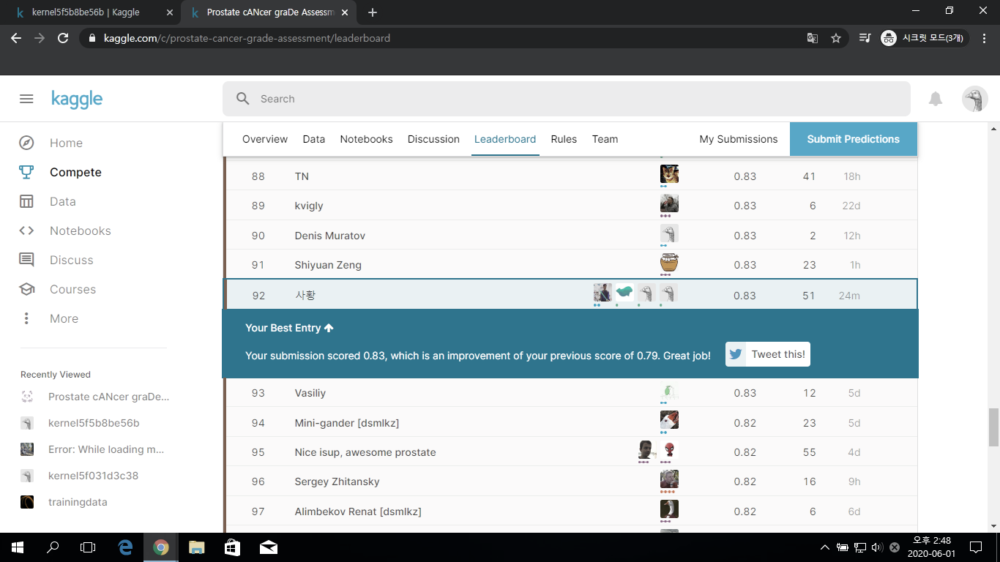 kernel5f5b8be56b | Kaggle
Prostate cANcer graDe Assessm
kaggle.com/c/prostate-cancer-grade-assessment/leaderboard
시크릿 모드(3개)
kaggle
Search
Home
Compete
Data
Notebooks
Discuss
Courses
More
Recently Viewed
Prostate cANcer graDe...
kernel5f5b8be56b
Error: While loading m...
kernel5f031d3c38
trainingdata
Overview Data Notebooks Discussion Leaderboard Rules Team My Submissions Submit Predictions
88 TN 0.83 41 18h
89 kvigly 0.83 6 22d
90 Denis Muratov 0.83 2 12h
91 Shiyuan Zeng 0.83 23 1h
92 사황 0.83 51 24m
Your Best Entry
Your submission scored 0.83, which is an improvement of your previous score of 0.79. Great job! Tweet this!
93 Vasiliy 0.83 12 5d
94 Mini-gander [dsmlkz] 0.82 23 5d
95 Nice isup, awesome prostate 0.82 55 4d
96 Sergey Zhitansky 0.82 16 9h
97 Alimbekov Renat [dsmlkz] 0.82 6 6d
오후 2:48
2020-06-01